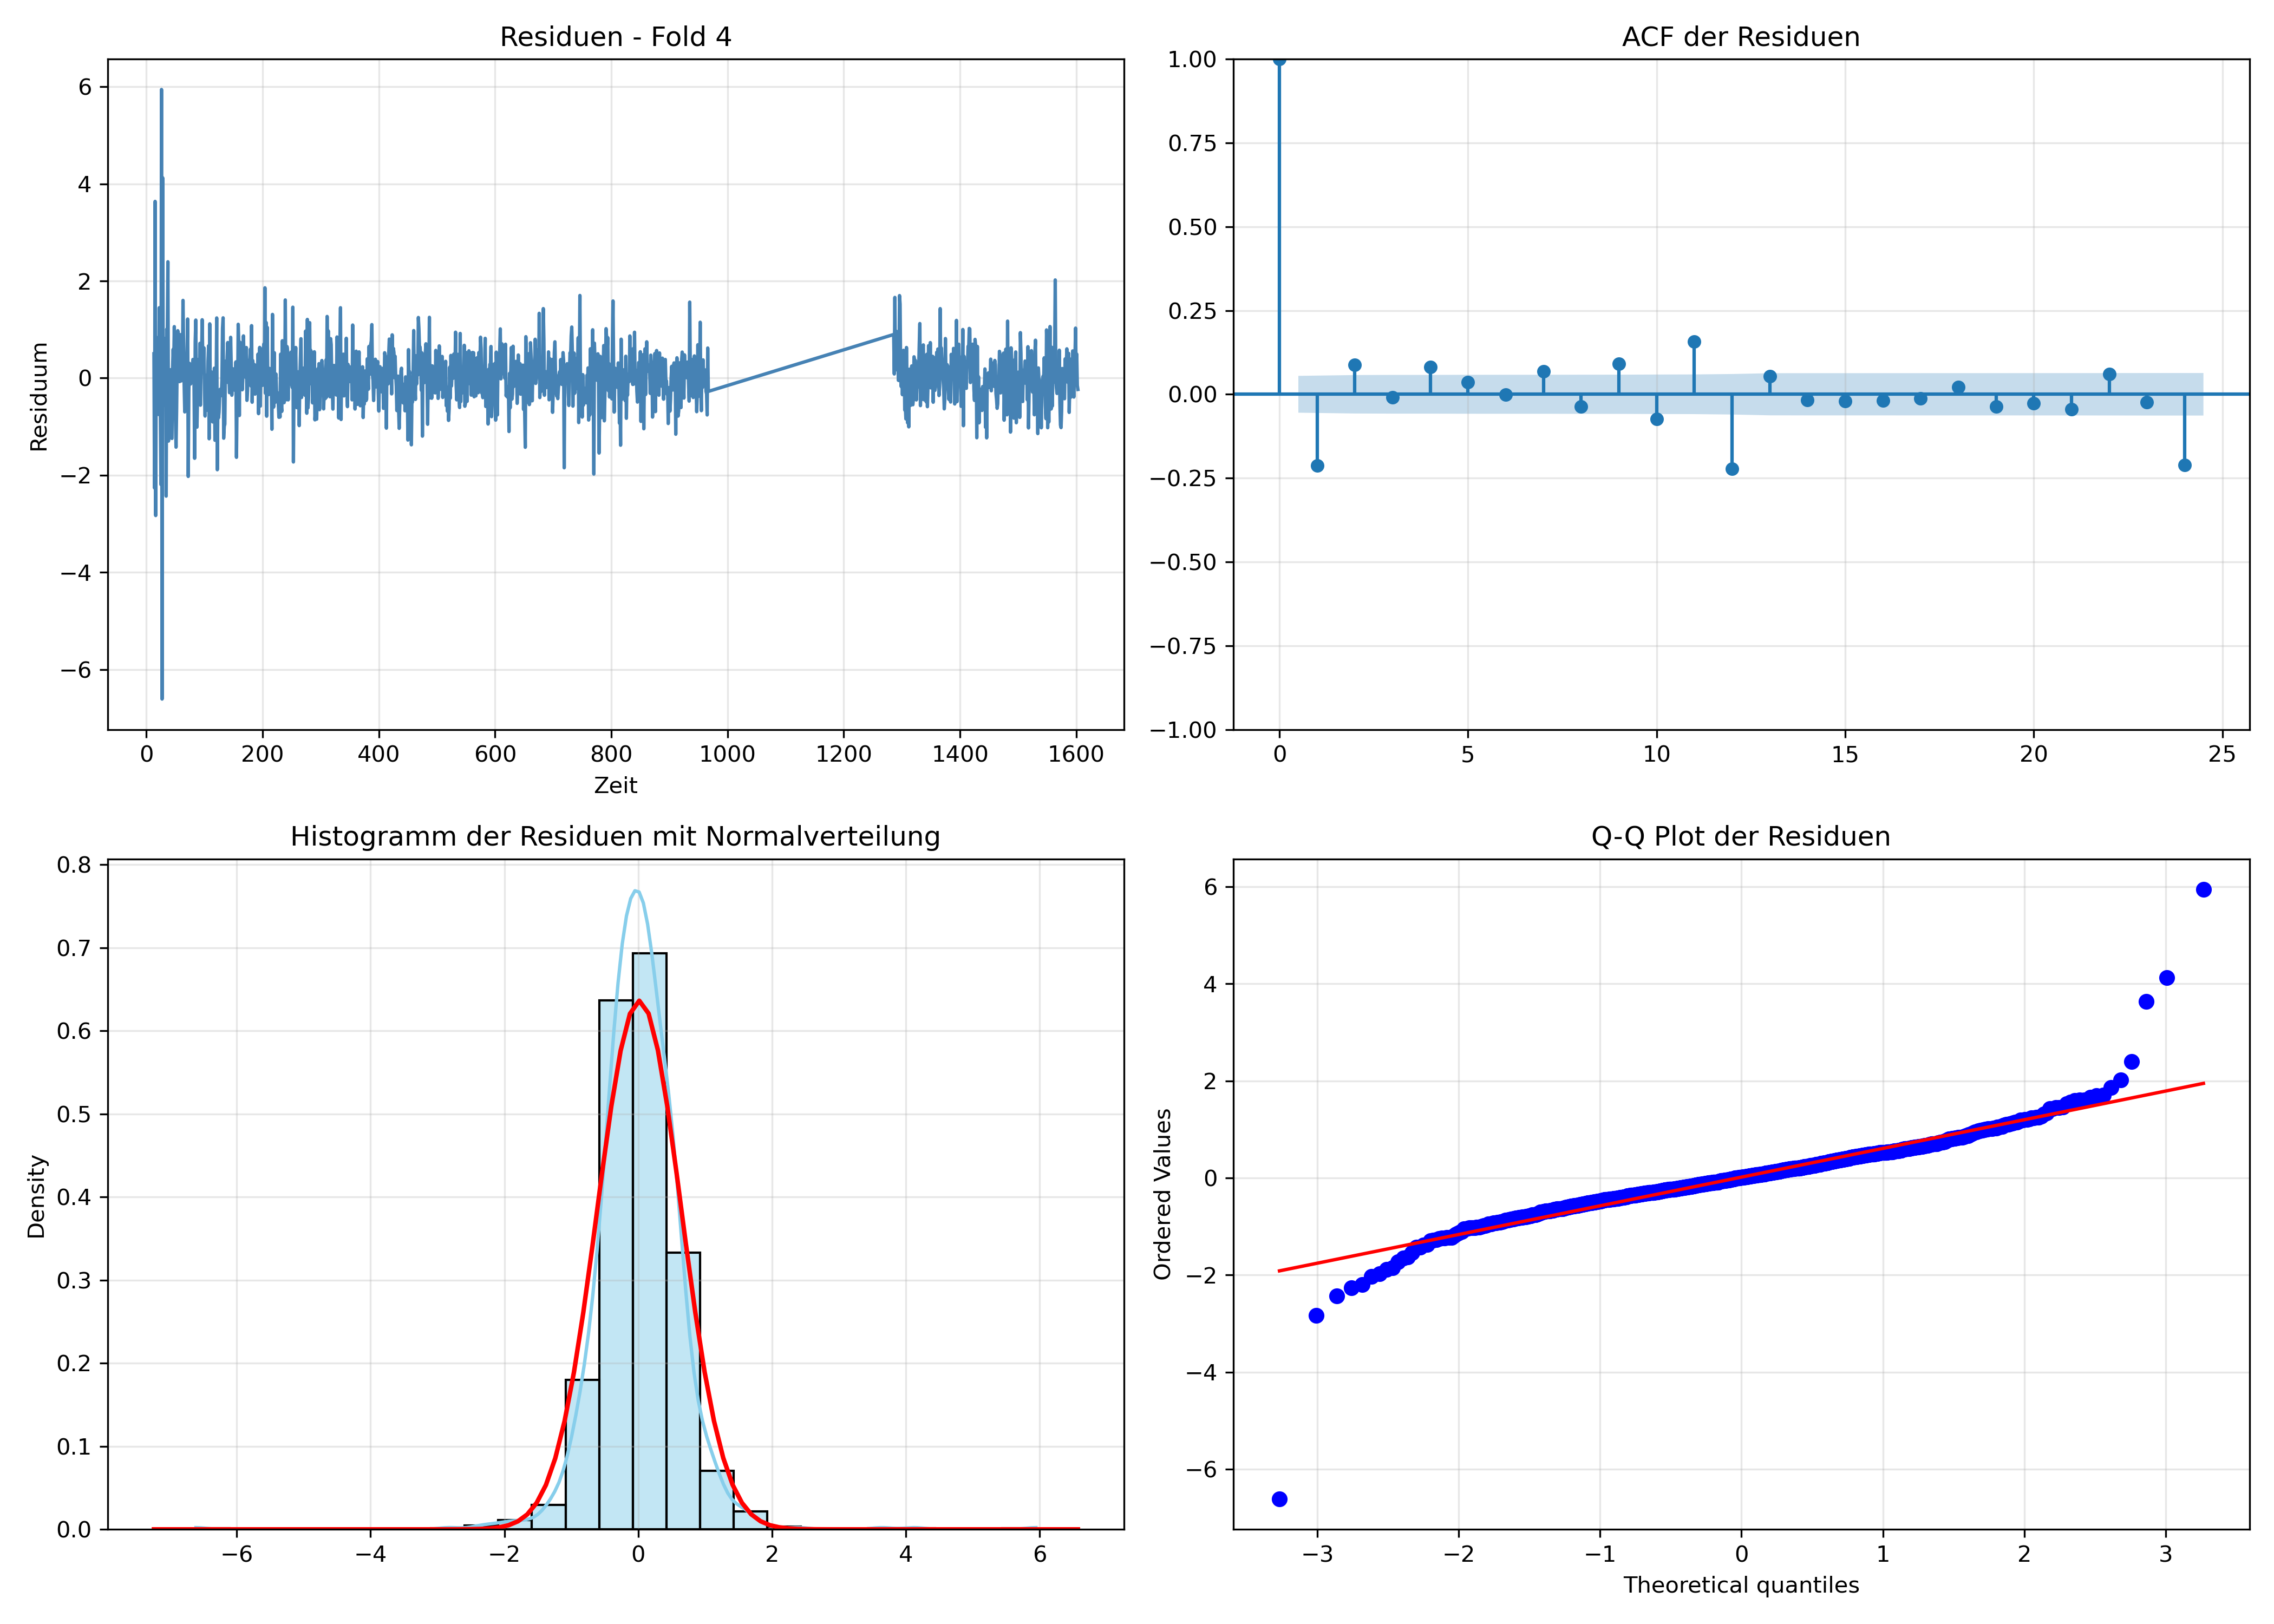 Residuen - Fold 4
6
4
2
0
−2
−4
−6
Residuum
0 200 400 600 800 1000 1200 1400 1600
Zeit
ACF der Residuen
1.00
0.75
0.50
0.25
0.00
−0.25
−0.50
−0.75
−1.00
0 5 10 15 20 25
Histogramm der Residuen mit Normalverteilung
0.8
0.7
0.6
0.5
0.4
0.3
0.2
0.1
0.0
Density
−6 −4 −2 0 2 4 6
Q-Q Plot der Residuen
6
4
2
0
−2
−4
−6
Ordered Values
−3 −2 −1 0 1 2 3
Theoretical quantiles